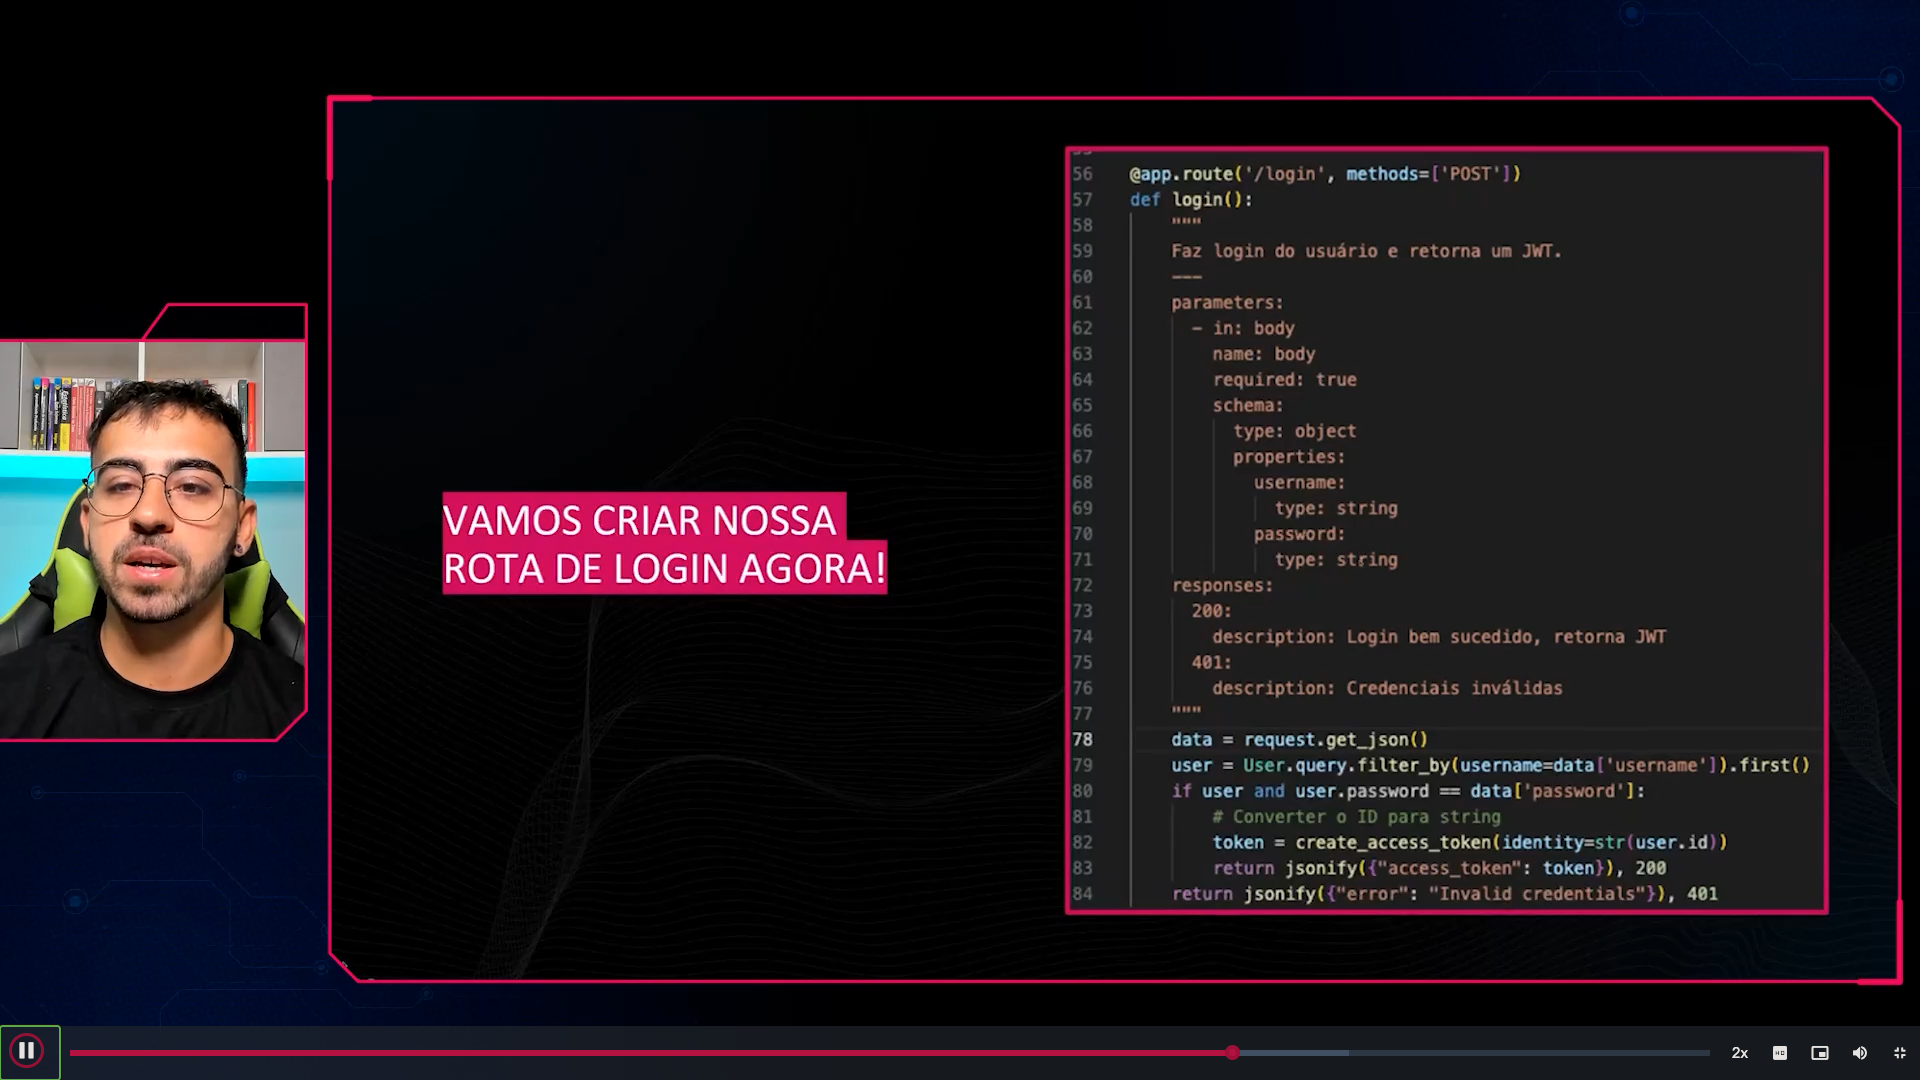 VAMOS CRIAR NOSSA
ROTA DE LOGIN AGORA!
56 @app.route('/login', methods=['POST'])
57 def login():
58 """
59 Faz login do usuário e retorna um JWT.
60 ---
61 parameters:
62 - in: body
63 name: body
64 required: true
65 schema:
66 type: object
67 properties:
68 username:
69 type: string
70 password:
71 type: string
72 responses:
73 200:
74 description: Login bem sucedido, retorna JWT
75 401:
76 description: Credenciais inválidas
77 """
78 data = request.get_json()
79 user = User.query.filter_by(username=data['username']).first()
80 if user and user.password == data['password']:
81 # Converter o ID para string
82 token = create_access_token(identity=str(user.id))
83 return jsonify({"access_token": token}), 200
84 return jsonify({"error": "Invalid credentials"}), 401
2x
HD